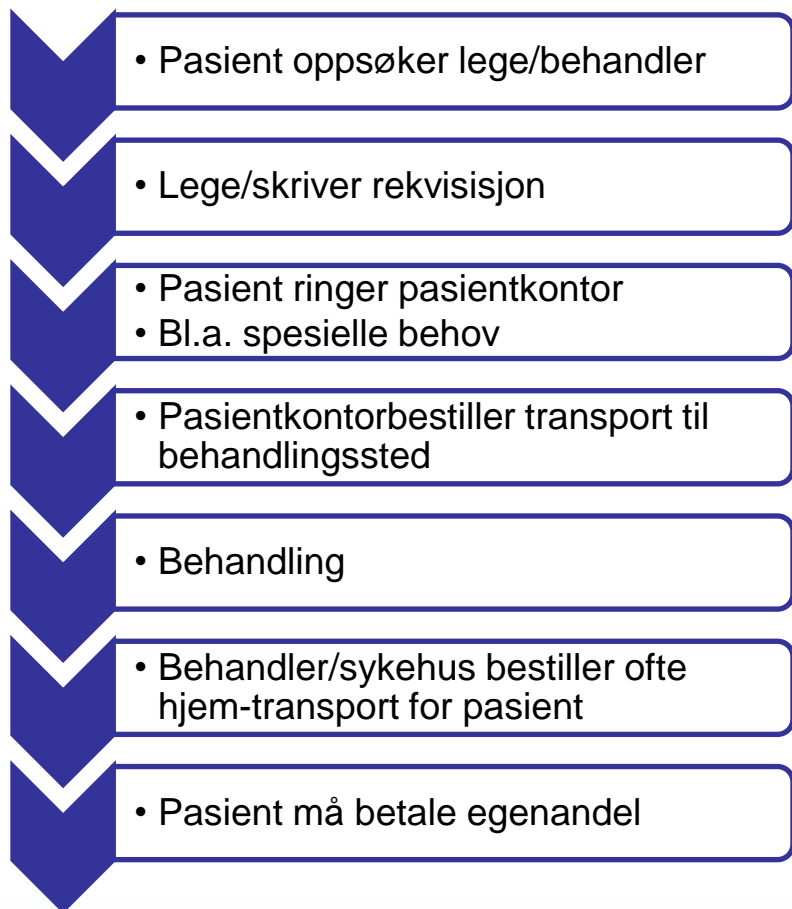 • Pasient oppsøker lege/behandler
• Lege/skriver rekvisisjon
• Pasient ringer pasientkontor
• Bl.a. spesielle behov
• Pasientkontorbestiller transport til
behandlingssted
• Behandling
• Behandler/sykehus bestiller ofte
hjem-transport for pasient
• Pasient må betale egenandel